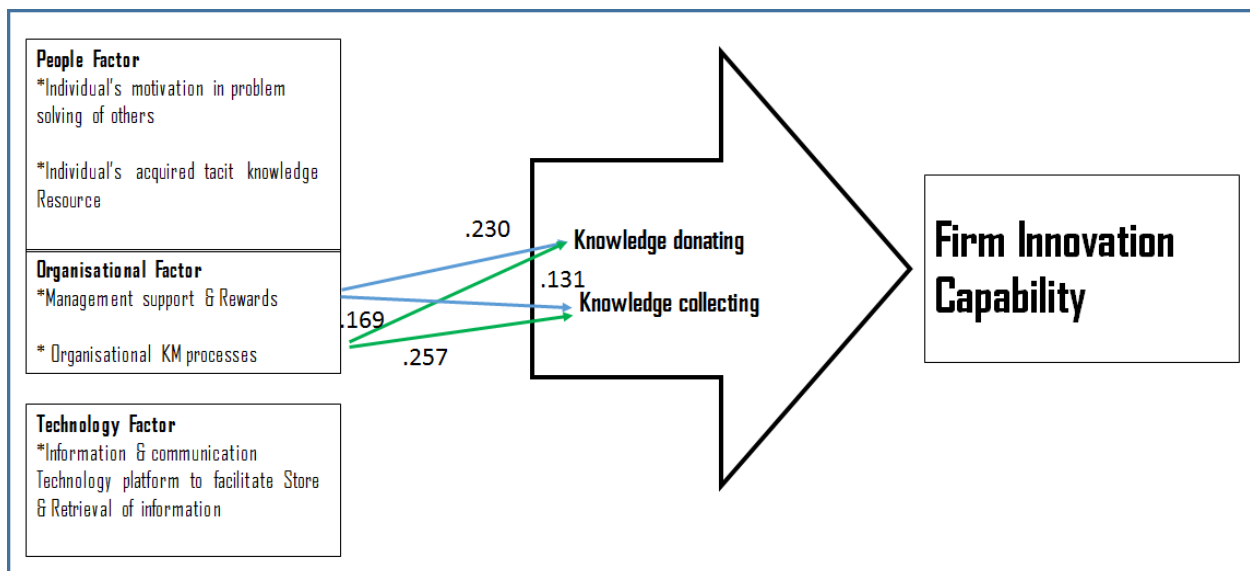 People Factor
*Individual's motivation in problem
solving of others
*Individual's acquired tacit knowledge
Resource
Organisational Factor
*Management support & Rewards
* Organisational KM processes
Technology Factor
*Information & communication
Technology platform to facilitate Store
& Retrieval of information
.230
.169
.257
.131
Knowledge donating
Knowledge collecting
Firm Innovation
Capability